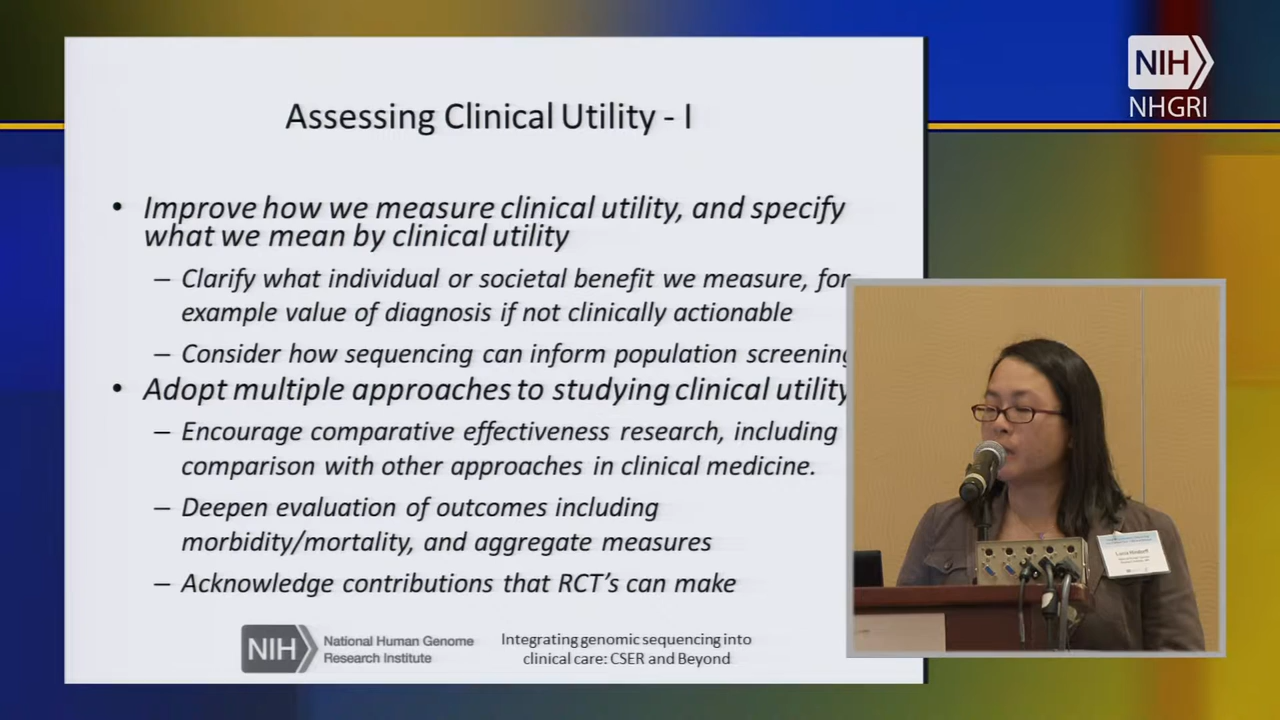 NIH
NHGRI
Assessing Clinical Utility - I
• Improve how we measure clinical utility, and specify
what we mean by clinical utility
– Clarify what individual or societal benefit we measure, for
example value of diagnosis if not clinically actionable
– Consider how sequencing can inform population screening
• Adopt multiple approaches to studying clinical utility
– Encourage comparative effectiveness research, including
comparison with other approaches in clinical medicine.
– Deepen evaluation of outcomes including
morbidity/mortality, and aggregate measures
– Acknowledge contributions that RCT's can make
NIH
National Human Genome
Research Institute
Integrating genomic sequencing into
clinical care: CSER and Beyond